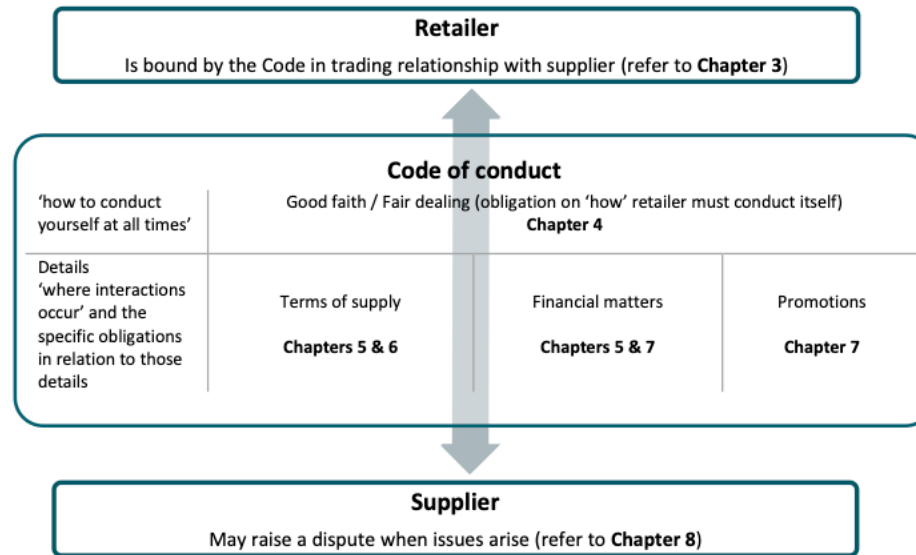 Retailer
Is bound by the Code in trading relationship with supplier (refer to Chapter 3)
Code of conduct
‘how to conduct
yourself at all times’
Good faith / Fair dealing (obligation on ‘how’ retailer must conduct itself)
Chapter 4
Details
‘where interactions
occur’ and the
specific obligations
in relation to those
details
Terms of supply
Chapters 5 & 6
Financial matters
Chapters 5 & 7
Promotions
Chapter 7
Supplier
May raise a dispute when issues arise (refer to Chapter 8)